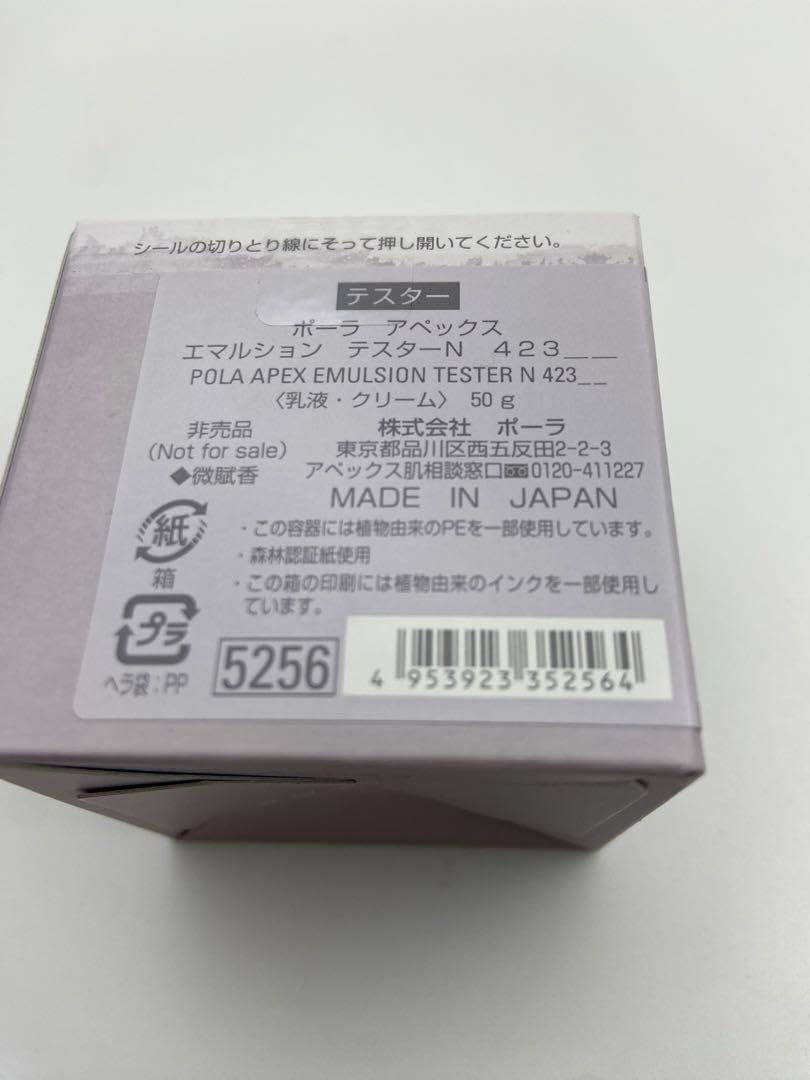 シールの切りとり線にそって押し開いてください。
テスター
ポーラ アペックス
エマルション テスターN 423＿＿
POLA APEX EMULSION TESTER N 423__
〈乳液・クリーム〉 50g
非売品
(Not for sale)
◆微賦香
株式会社 ポーラ
東京都品川区西五反田2-2-3
アペックス肌相談窓口 0120-411227
MADE IN JAPAN
紙
箱
・この容器には植物由来のPEを一部使用しています。
・森林認証紙使用
・この箱の印刷には植物由来のインクを一部使用し
ています。
プラ
ヘラ袋:PP
5256
4 953923 352564